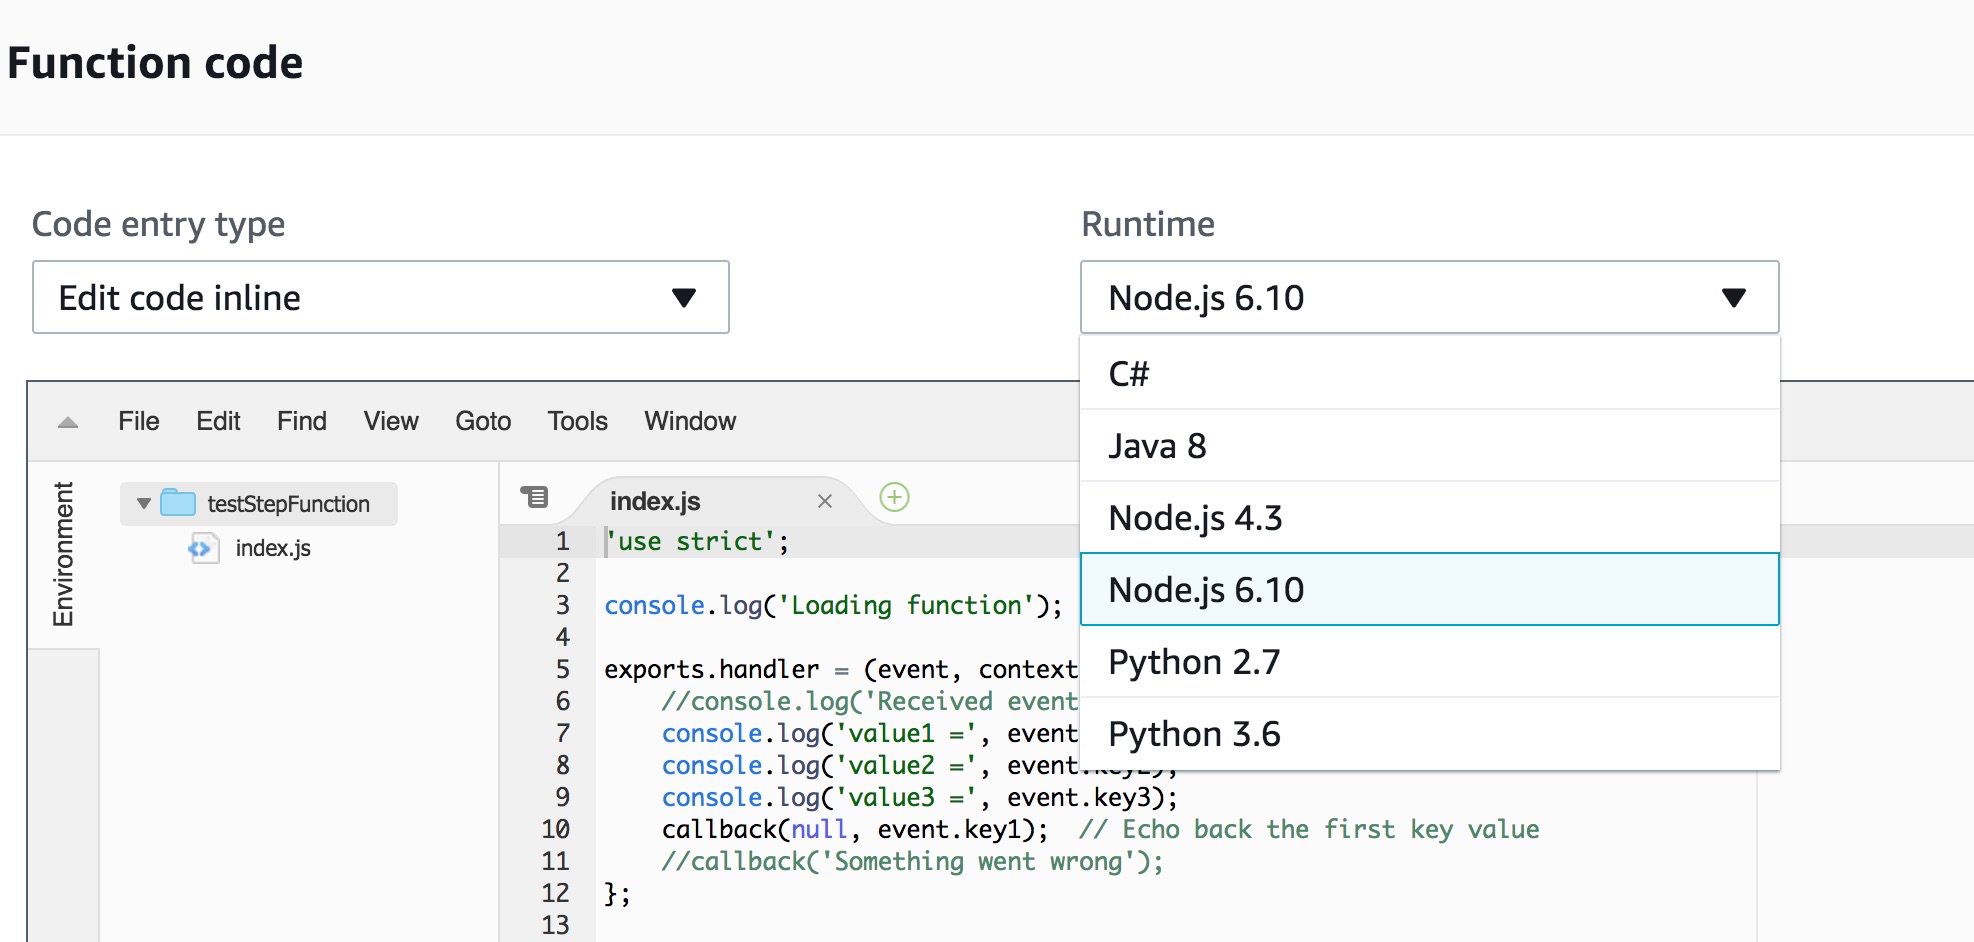 Function code
Code entry type
Edit code inline
Runtime
Node.js 6.10
C#
Java 8
Node.js 4.3
Node.js 6.10
Python 2.7
Python 3.6
File Edit Find View Goto Tools Window
Environment
testStepFunction
index.js
index.js
1 'use strict';
2
3 console.log('Loading function');
4
5 exports.handler = (event, context
6 //console.log('Received event
7 console.log('value1 =', event
8 console.log('value2 =', event
9 console.log('value3 =', event.key3);
10 callback(null, event.key1); // Echo back the first key value
11 //callback('Something went wrong');
12 };
13